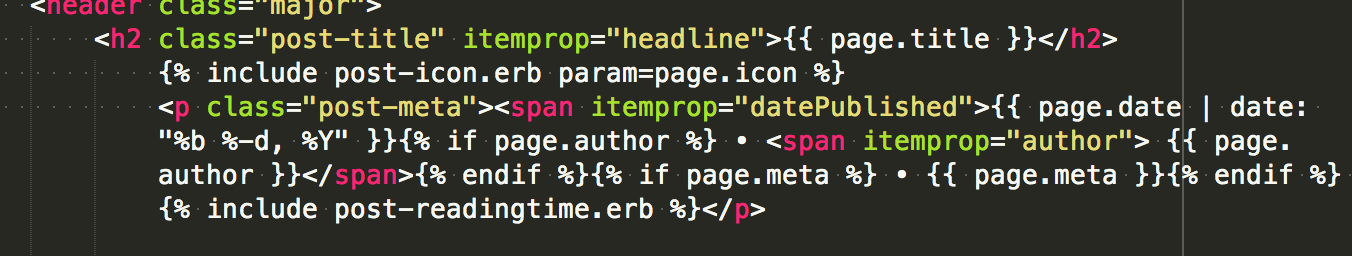 <header class="major">
<h2 class="post-title" itemprop="headline">{{ page.title }}</h2>
{% include post-icon.erb param=page.icon %}
<p class="post-meta"><span itemprop="datePublished">{{ page.date | date:
"%b %-d, %Y" }}{% if page.author %} • <span itemprop="author"> {{ page.
author }}</span>{% endif %}{% if page.meta %} • {{ page.meta }}{% endif %}
{% include post-readingtime.erb %}</p>